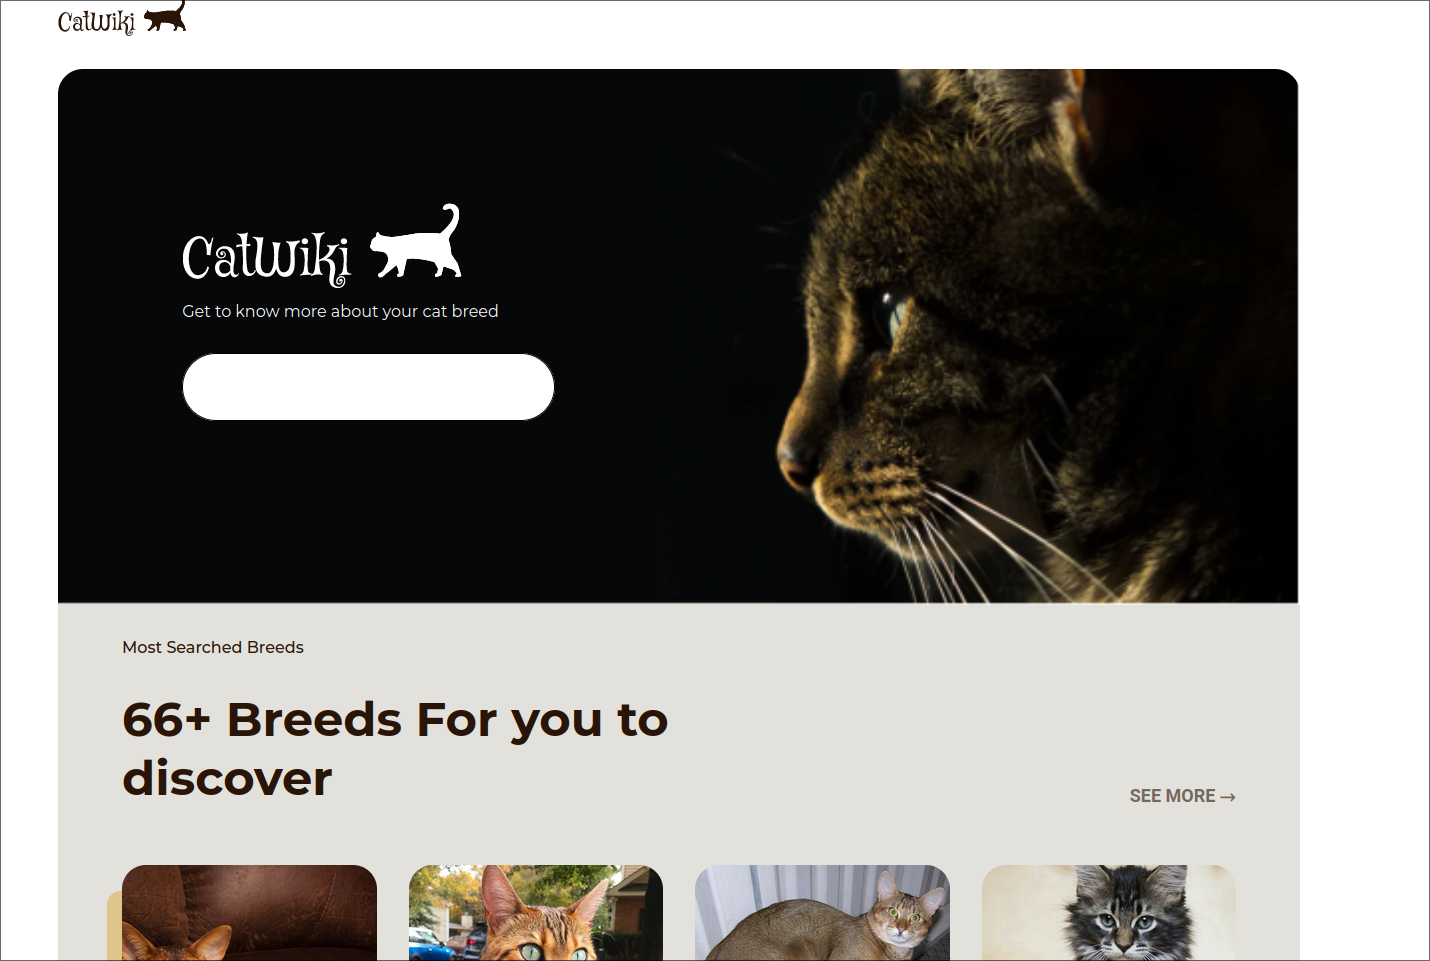 CatWiki
CatWiki
Get to know more about your cat breed
Most Searched Breeds
66+ Breeds For you to
discover
SEE MORE →